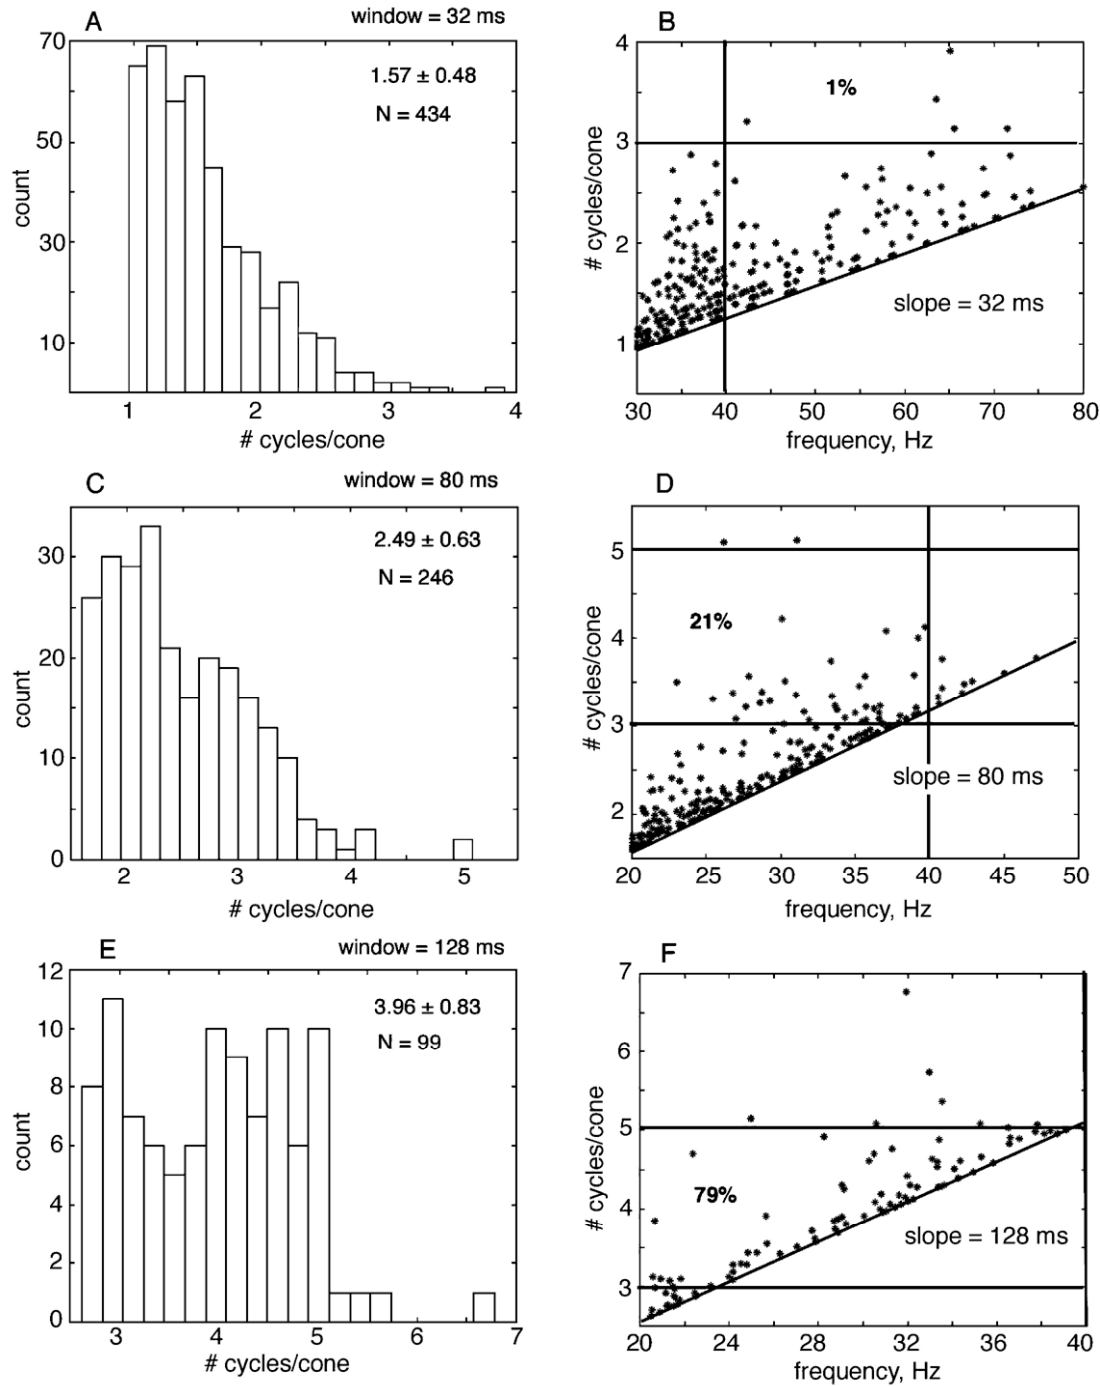 A
window = 32 ms
70
50
30
10
count
1.57 ± 0.48
N = 434
1 2 3 4
# cycles/cone
B
4
3
2
1
# cycles/cone
1%
slope = 32 ms
30 40 50 60 70 80
frequency, Hz
C
window = 80 ms
30
20
10
0
count
2.49 ± 0.63
N = 246
2 3 4 5
# cycles/cone
D
5
4
3
2
# cycles/cone
21%
slope = 80 ms
20 25 30 35 40 45 50
frequency, Hz
E
window = 128 ms
12
10
8
6
4
2
0
count
3.96 ± 0.83
N = 99
3 4 5 6 7
# cycles/cone
F
7
6
5
4
3
# cycles/cone
79%
slope = 128 ms
20 24 28 32 36 40
frequency, Hz